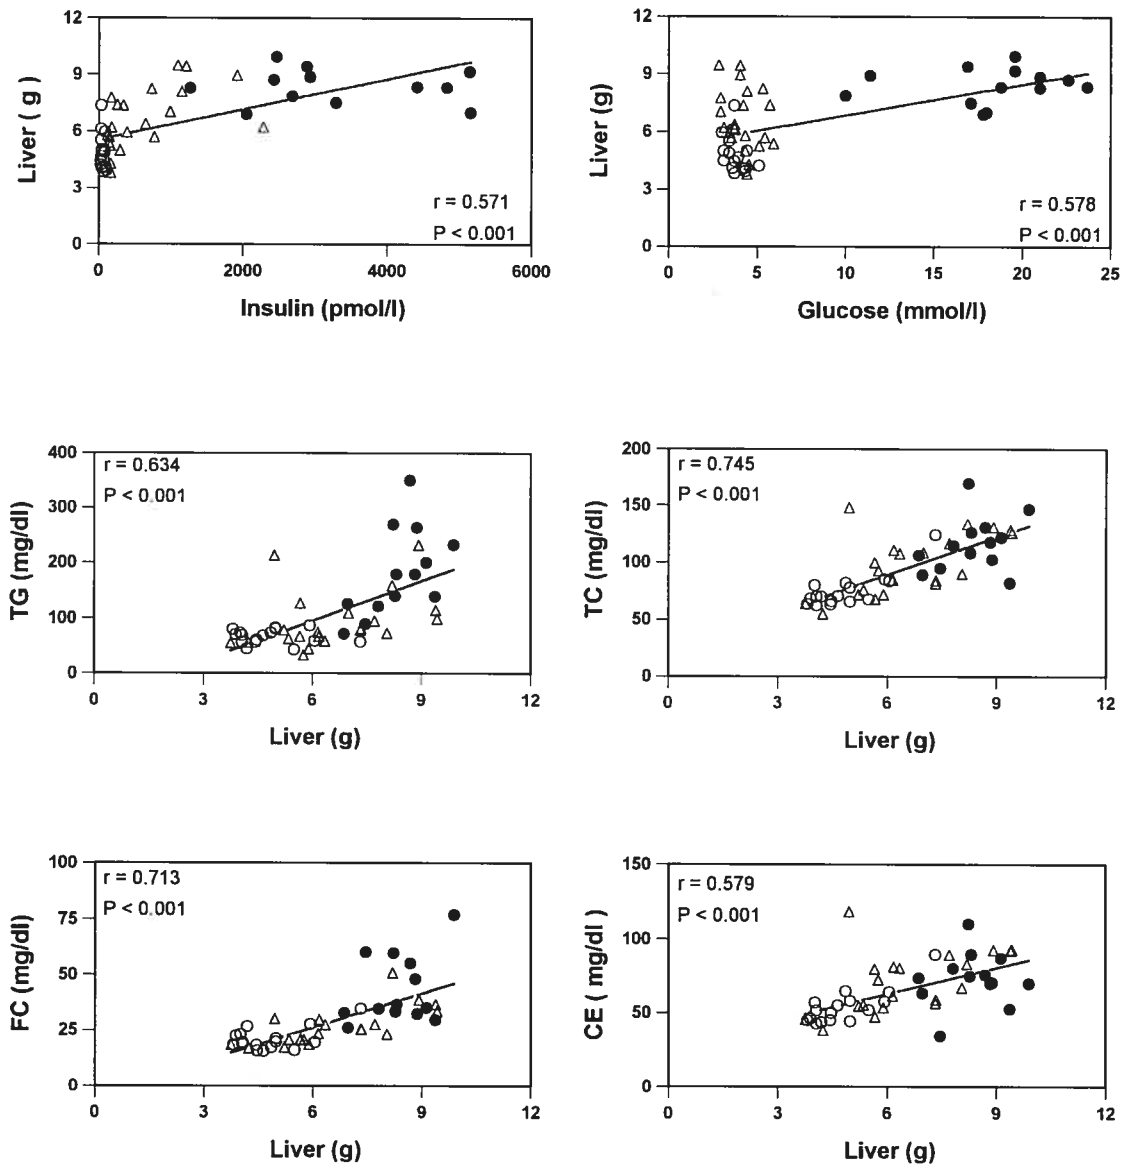 12
9
6
3
0
Liver ( g)
r = 0.571
P < 0.001
0 2000 4000 6000
Insulin (pmol/l)
12
9
6
3
0
Liver (g)
r = 0.578
P < 0.001
0 5 10 15 20 25
Glucose (mmol/l)
400
300
200
100
0
TG (mg/dl)
r = 0.634
P < 0.001
0 3 6 9 12
Liver (g)
200
150
100
50
0
TC (mg/dl)
r = 0.745
P < 0.001
0 3 6 9 12
Liver (g)
100
75
50
25
0
FC (mg/dl)
r = 0.713
P < 0.001
0 3 6 9 12
Liver (g)
150
100
50
0
CE ( mg/dl )
r = 0.579
P < 0.001
0 3 6 9 12
Liver (g)